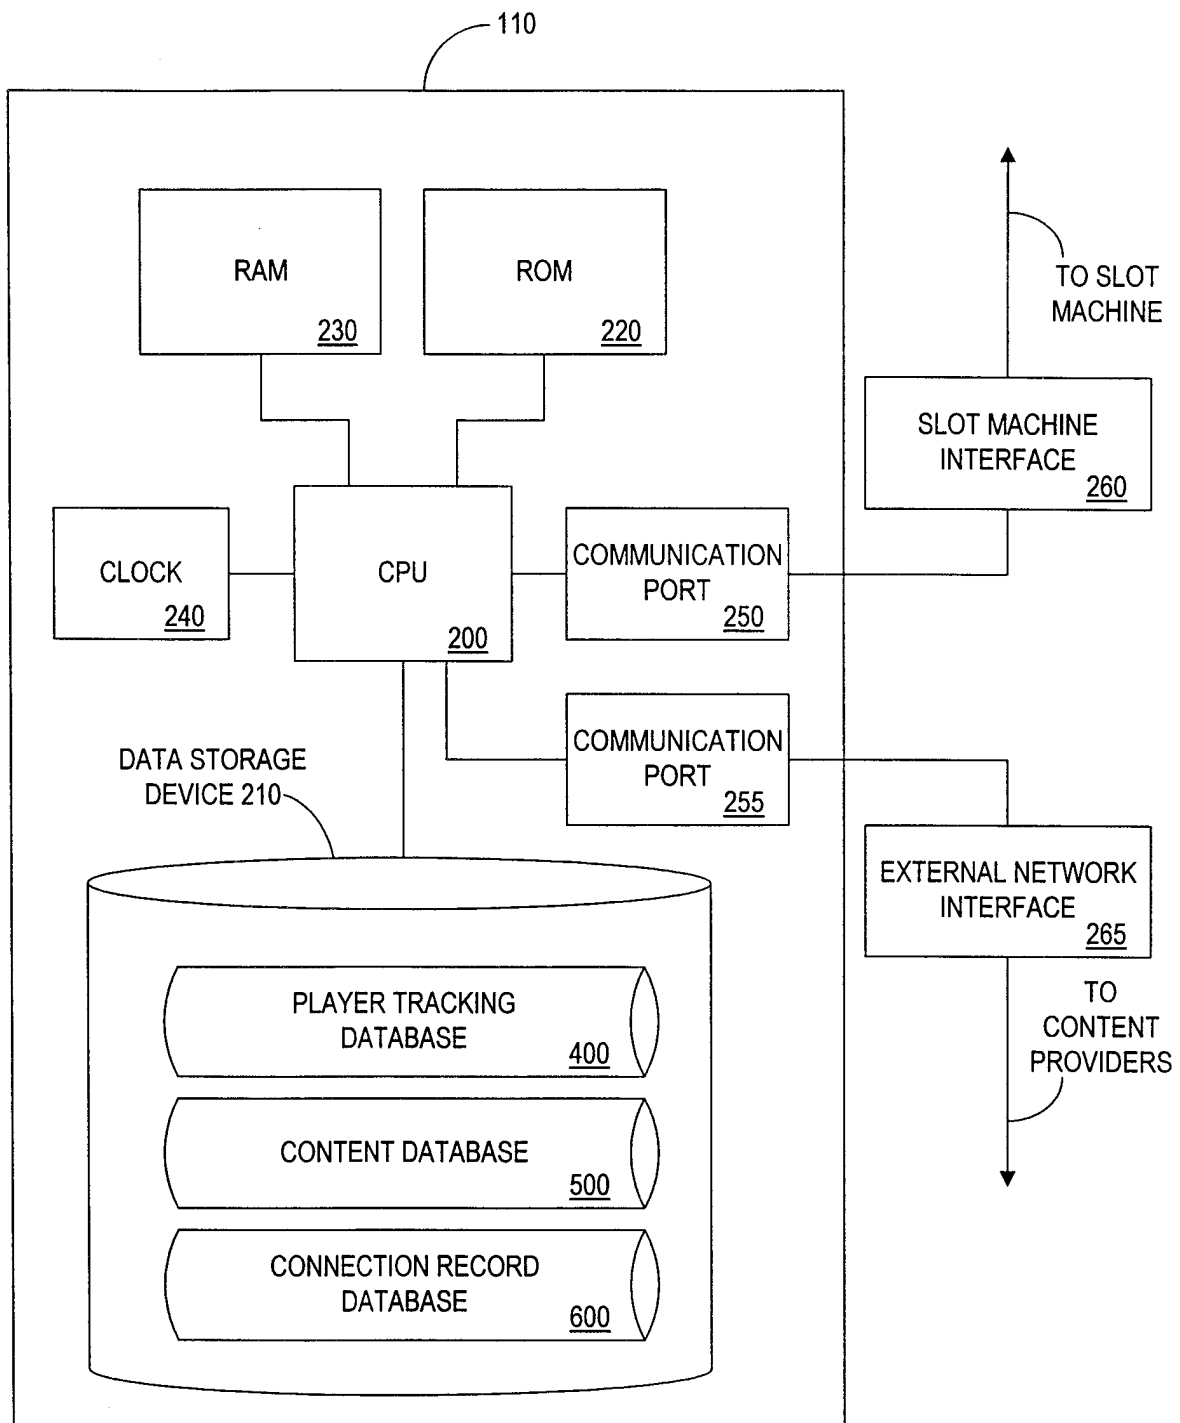 110
RAM
230
ROM
220
TO SLOT
MACHINE
SLOT MACHINE
INTERFACE
260
CLOCK
240
CPU
200
COMMUNICATION
PORT
250
COMMUNICATION
PORT
255
DATA STORAGE
DEVICE 210
EXTERNAL NETWORK
INTERFACE
265
TO
CONTENT
PROVIDERS
PLAYER TRACKING
DATABASE
400
CONTENT DATABASE
500
CONNECTION RECORD
DATABASE
600